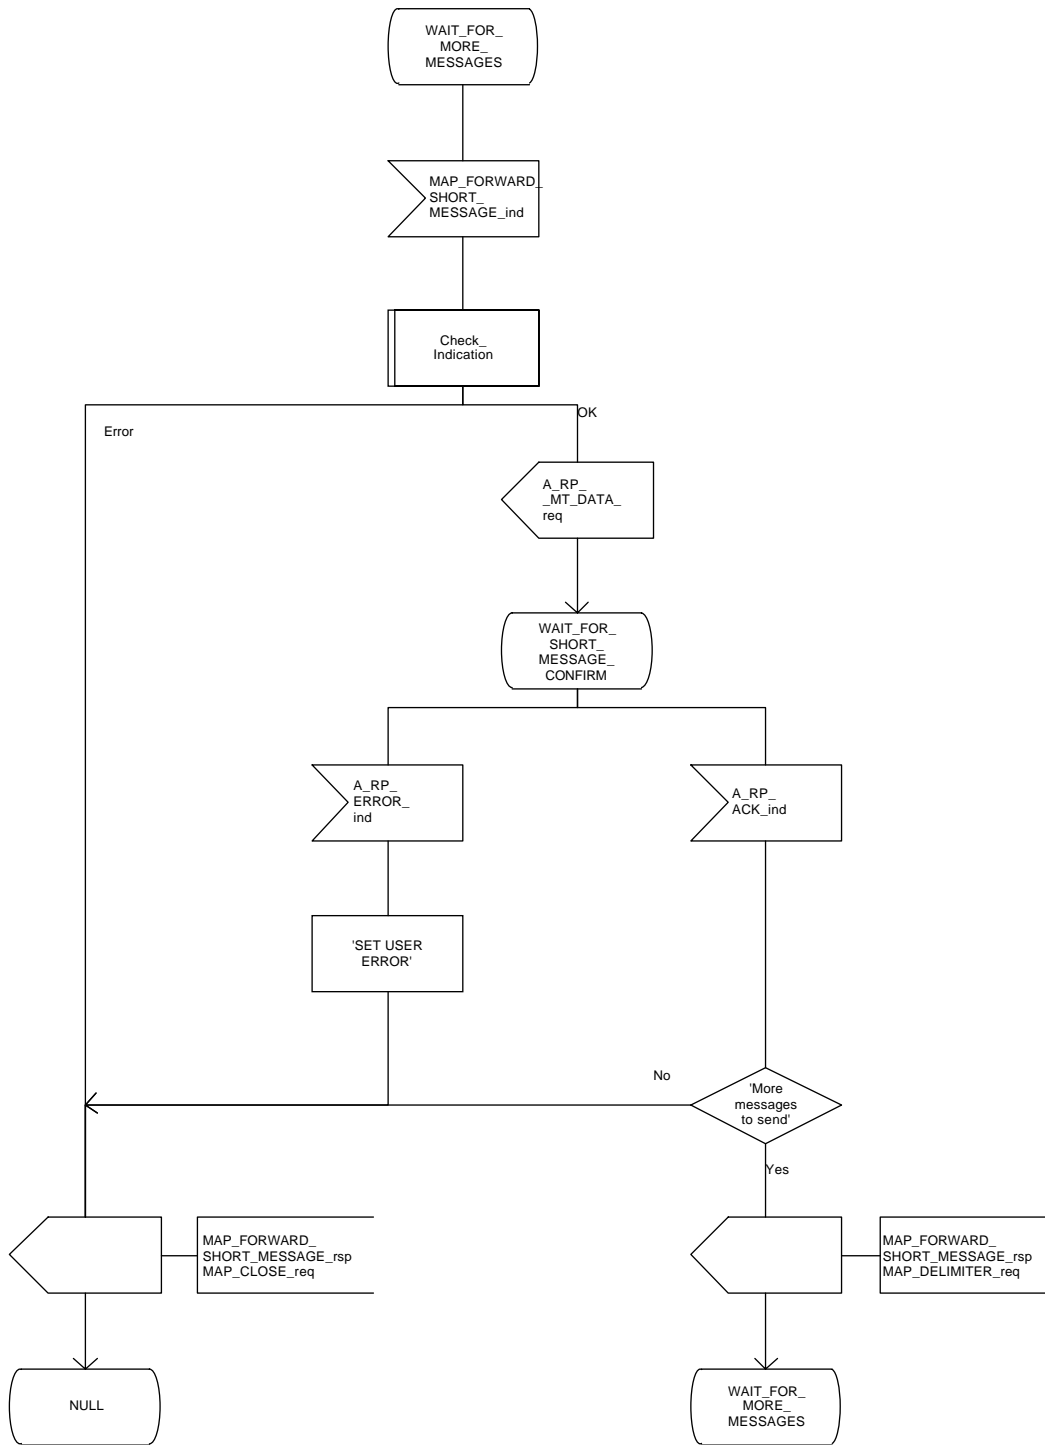 WAIT_FOR_
MORE_
MESSAGES
MAP_FORWARD_
SHORT_
MESSAGE_ind
Check_
Indication
Error
OK
A_RP_
_MT_DATA_
req
WAIT_FOR_
SHORT_
MESSAGE_
CONFIRM
A_RP_
ERROR_
ind
A_RP_
ACK_ind
'SET USER
ERROR'
No
'More
messages
to send'
Yes
MAP_FORWARD_
SHORT_MESSAGE_rsp
MAP_CLOSE_req
MAP_FORWARD_
SHORT_MESSAGE_rsp
MAP_DELIMITER_req
NULL
WAIT_FOR_
MORE_
MESSAGES